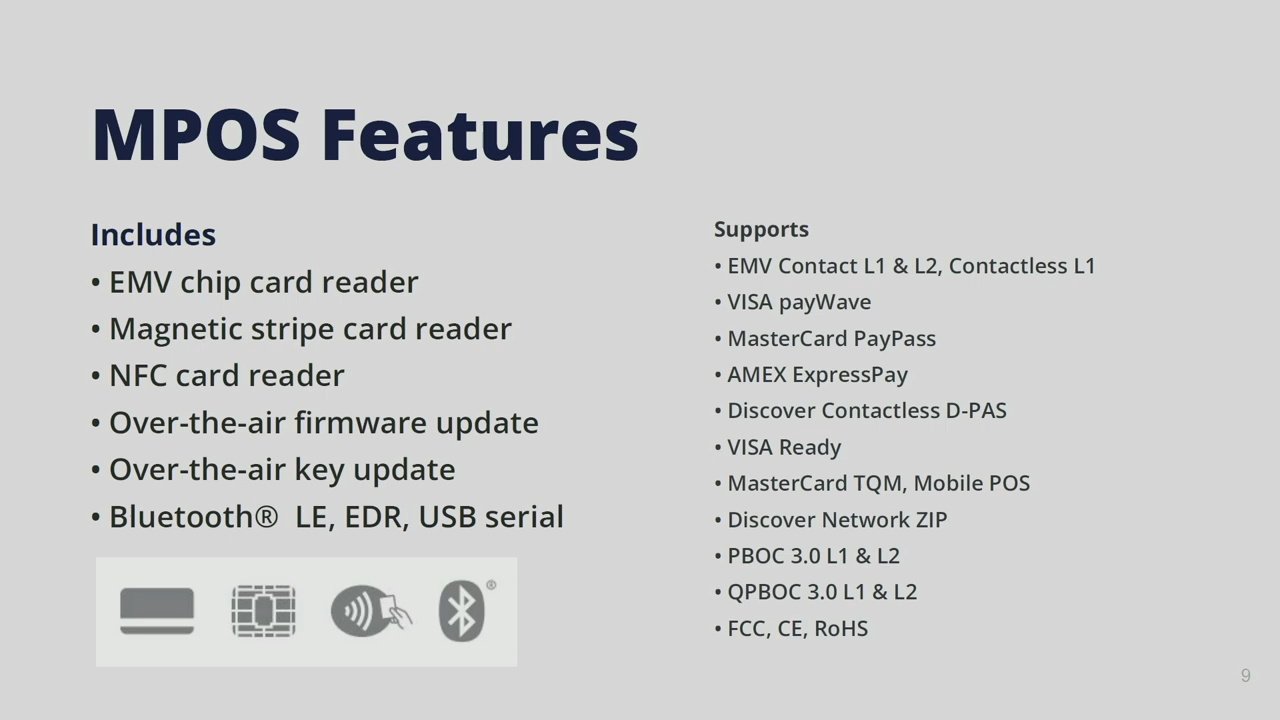 MPOS Features
Includes
• EMV chip card reader
• Magnetic stripe card reader
• NFC card reader
• Over-the-air firmware update
• Over-the-air key update
• Bluetooth®  LE, EDR, USB serial
®
Supports
• EMV Contact L1 & L2, Contactless L1
• VISA payWave
• MasterCard PayPass
• AMEX ExpressPay
• Discover Contactless D-PAS
• VISA Ready
• MasterCard TQM, Mobile POS
• Discover Network ZIP
• PBOC 3.0 L1 & L2
• QPBOC 3.0 L1 & L2
• FCC, CE, RoHS
9